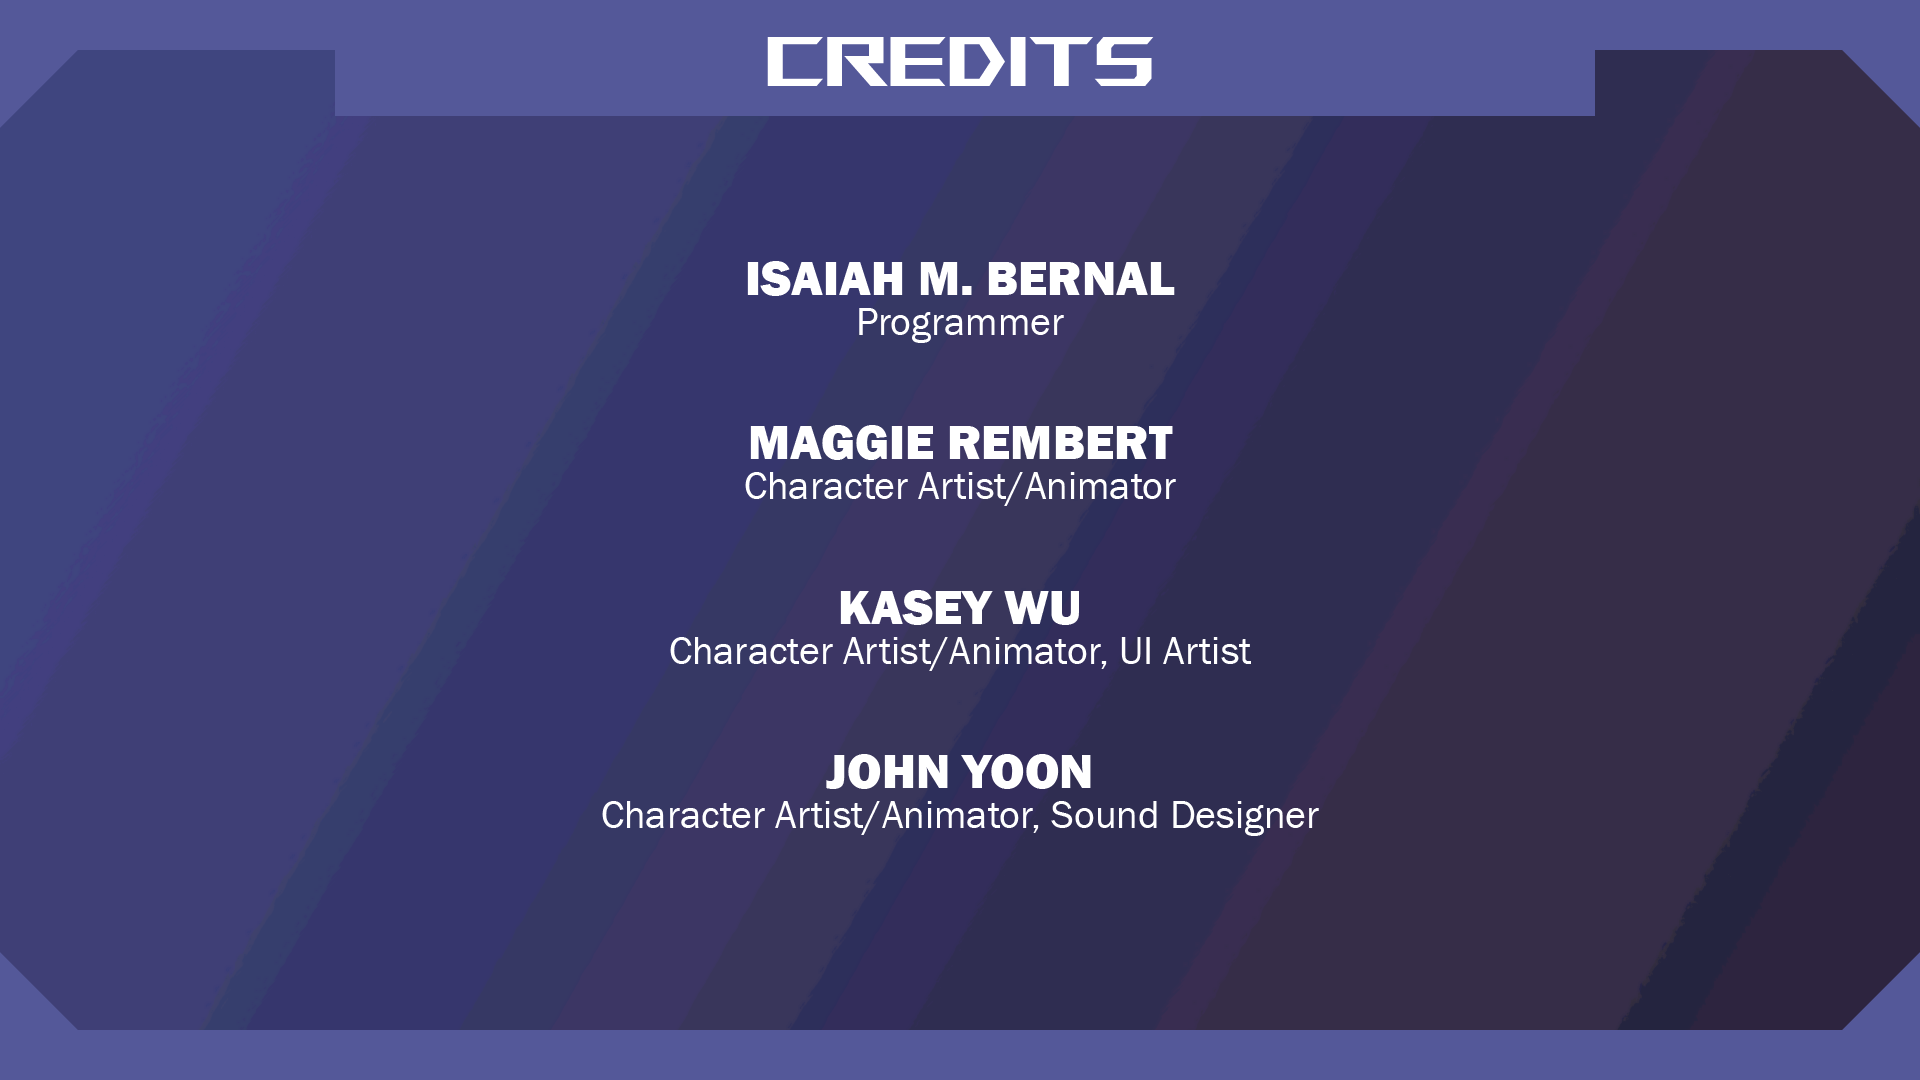 CREDITS
ISAIAH M. BERNAL
Programmer
MAGGIE REMBERT
Character Artist/Animator
KASEY WU
Character Artist/Animator, UI Artist
JOHN YOON
Character Artist/Animator, Sound Designer